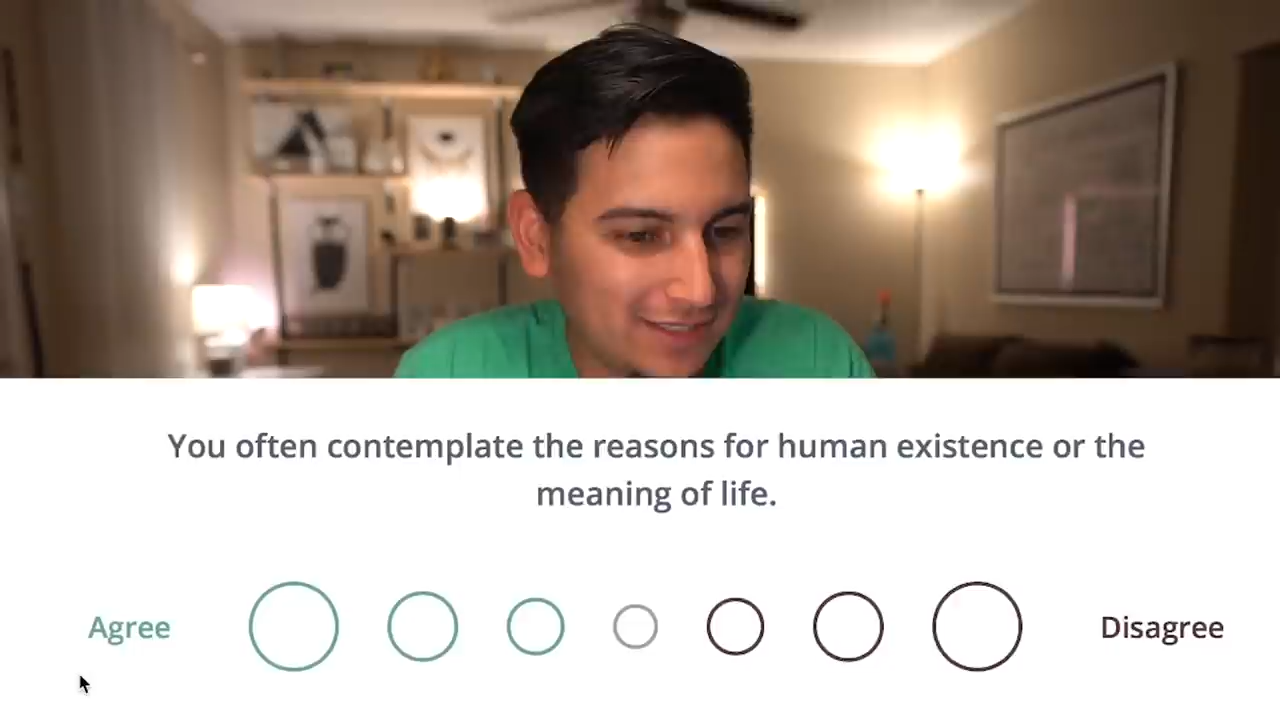 You often contemplate the reasons for human existence or the
meaning of life.
Agree
Disagree